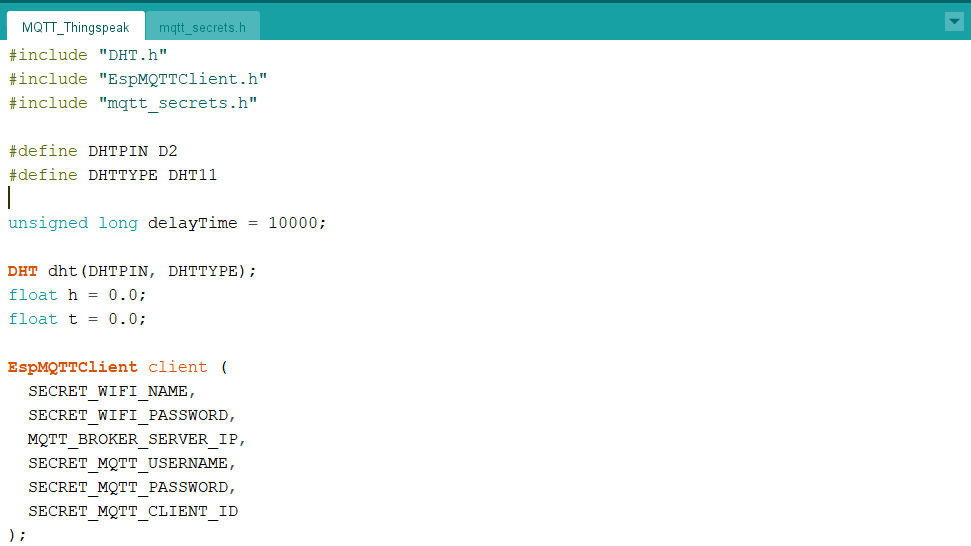 MQTT_Thingspeak mqtt_secrets.h
#include "DHT.h"
#include "EspMQTTClient.h"
#include "mqtt_secrets.h"
#define DHTPIN D2
#define DHTTYPE DHT11
unsigned long delayTime = 10000;
DHT dht(DHTPIN, DHTTYPE);
float h = 0.0;
float t = 0.0;
EspMQTTClient client (
  SECRET_WIFI_NAME,
  SECRET_WIFI_PASSWORD,
  MQTT_BROKER_SERVER_IP,
  SECRET_MQTT_USERNAME,
  SECRET_MQTT_PASSWORD,
  SECRET_MQTT_CLIENT_ID
);